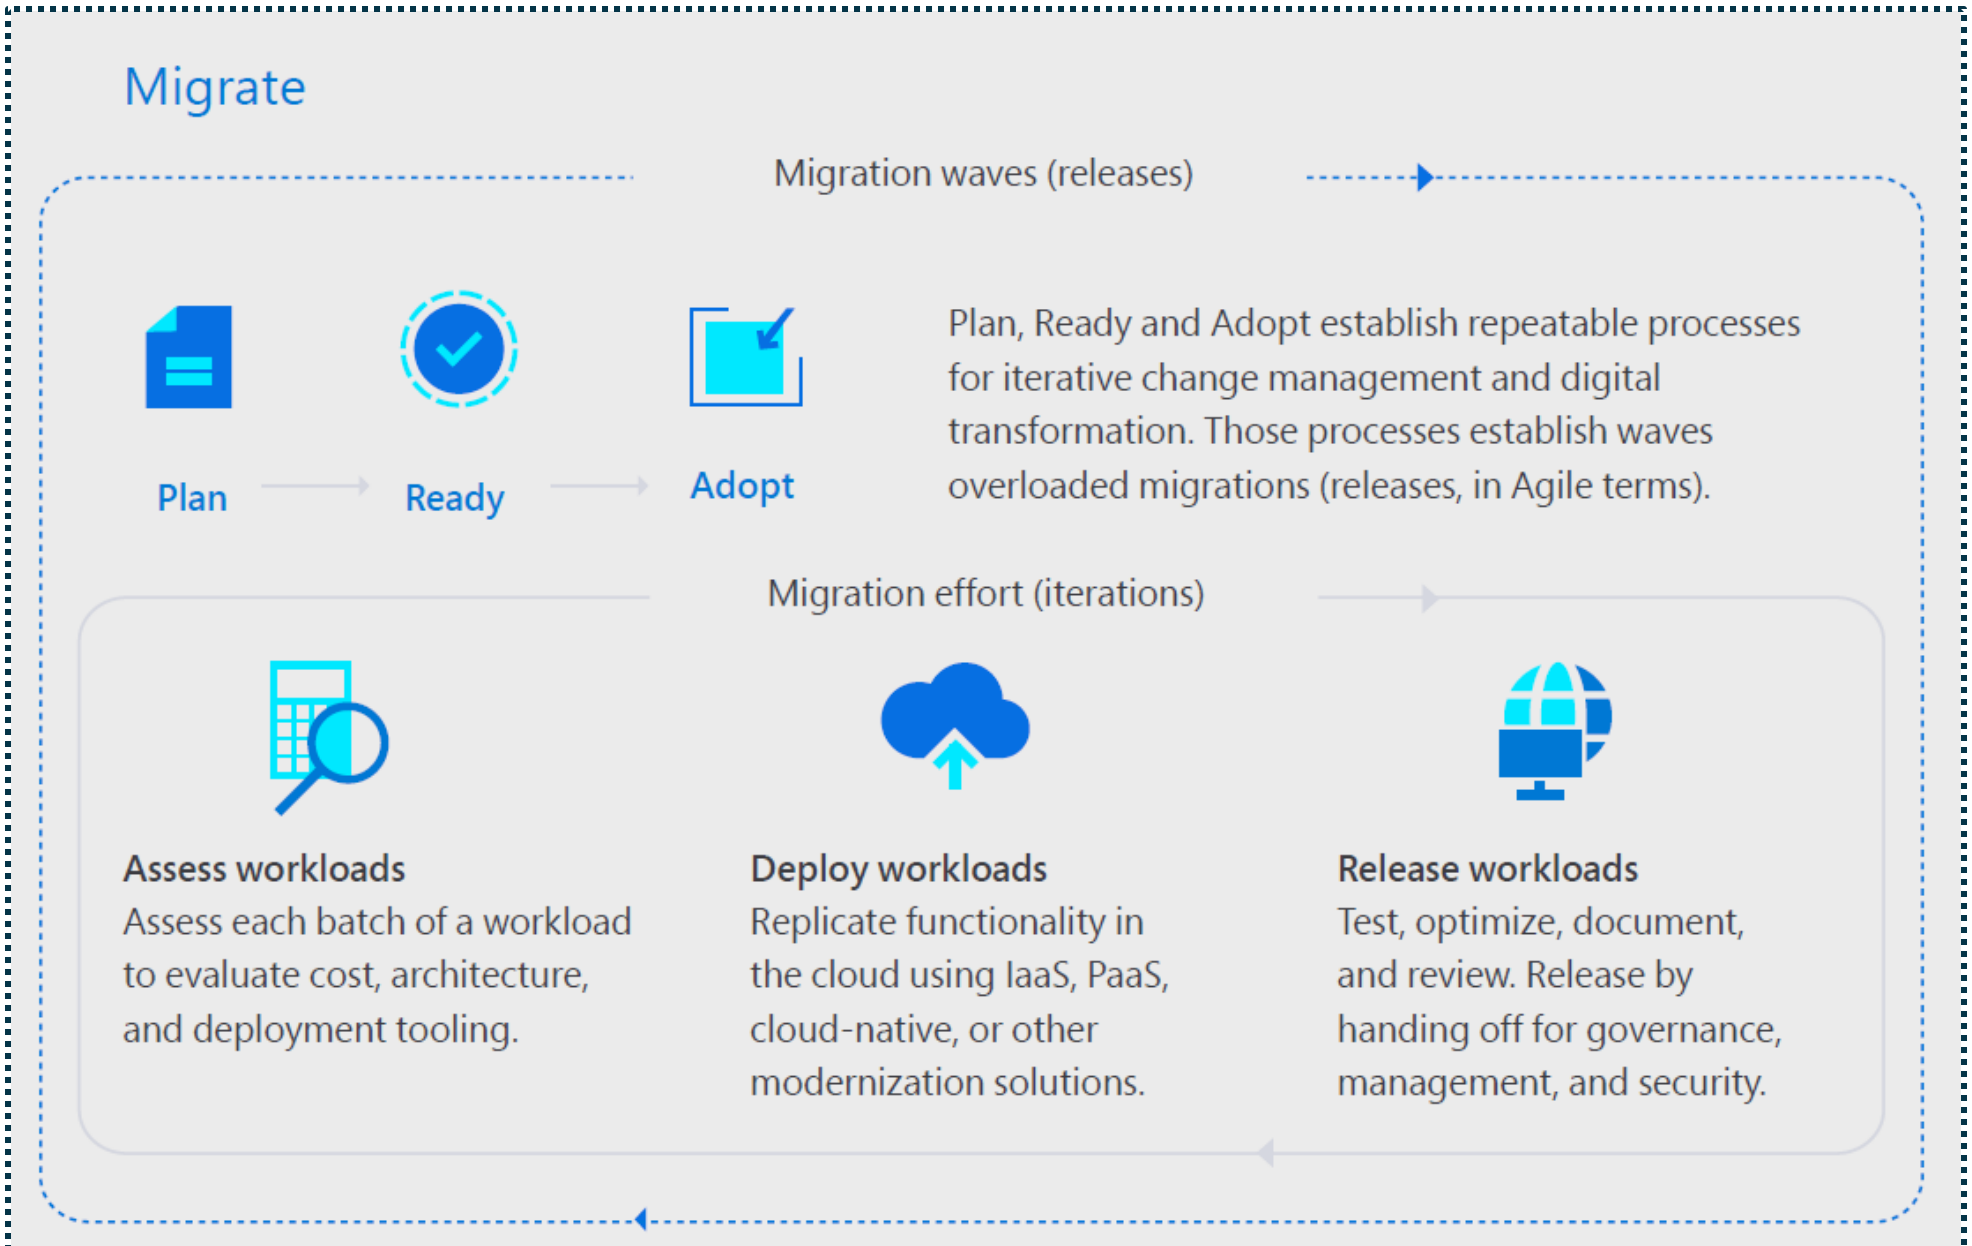 Migrate
Migration waves (releases)
Plan
Ready
Adopt
Plan, Ready and Adopt establish repeatable processes
for iterative change management and digital
transformation. Those processes establish waves
overloaded migrations (releases, in Agile terms).
Migration effort (iterations)
Assess workloads
Assess each batch of a workload
to evaluate cost, architecture,
and deployment tooling.
Deploy workloads
Replicate functionality in
the cloud using IaaS, PaaS,
cloud-native, or other
modernization solutions.
Release workloads
Test, optimize, document,
and review. Release by
handing off for governance,
management, and security.